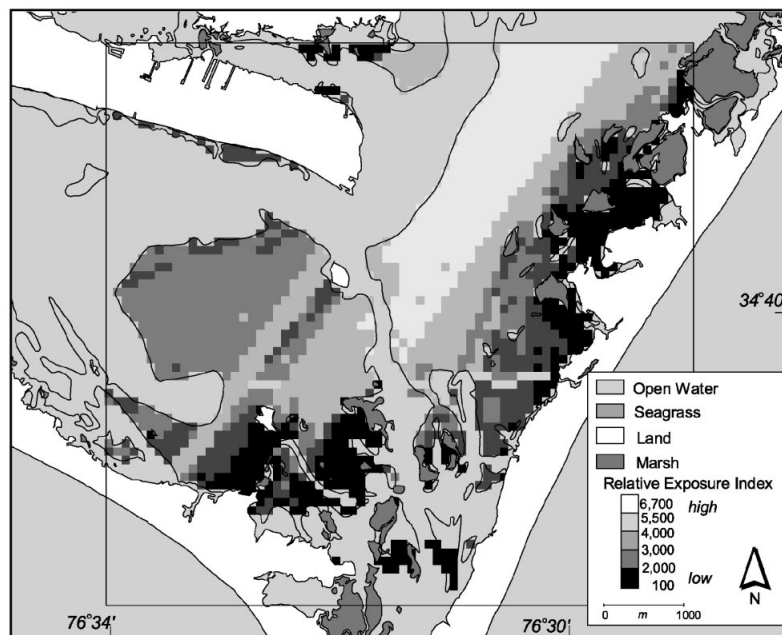 34°40'
Open Water
Seagrass
Land
Marsh
Relative Exposure Index
6,700 high
5,500
4,000
3,000
2,000
100 low
0 m 1000
N
76°34'
76°30'